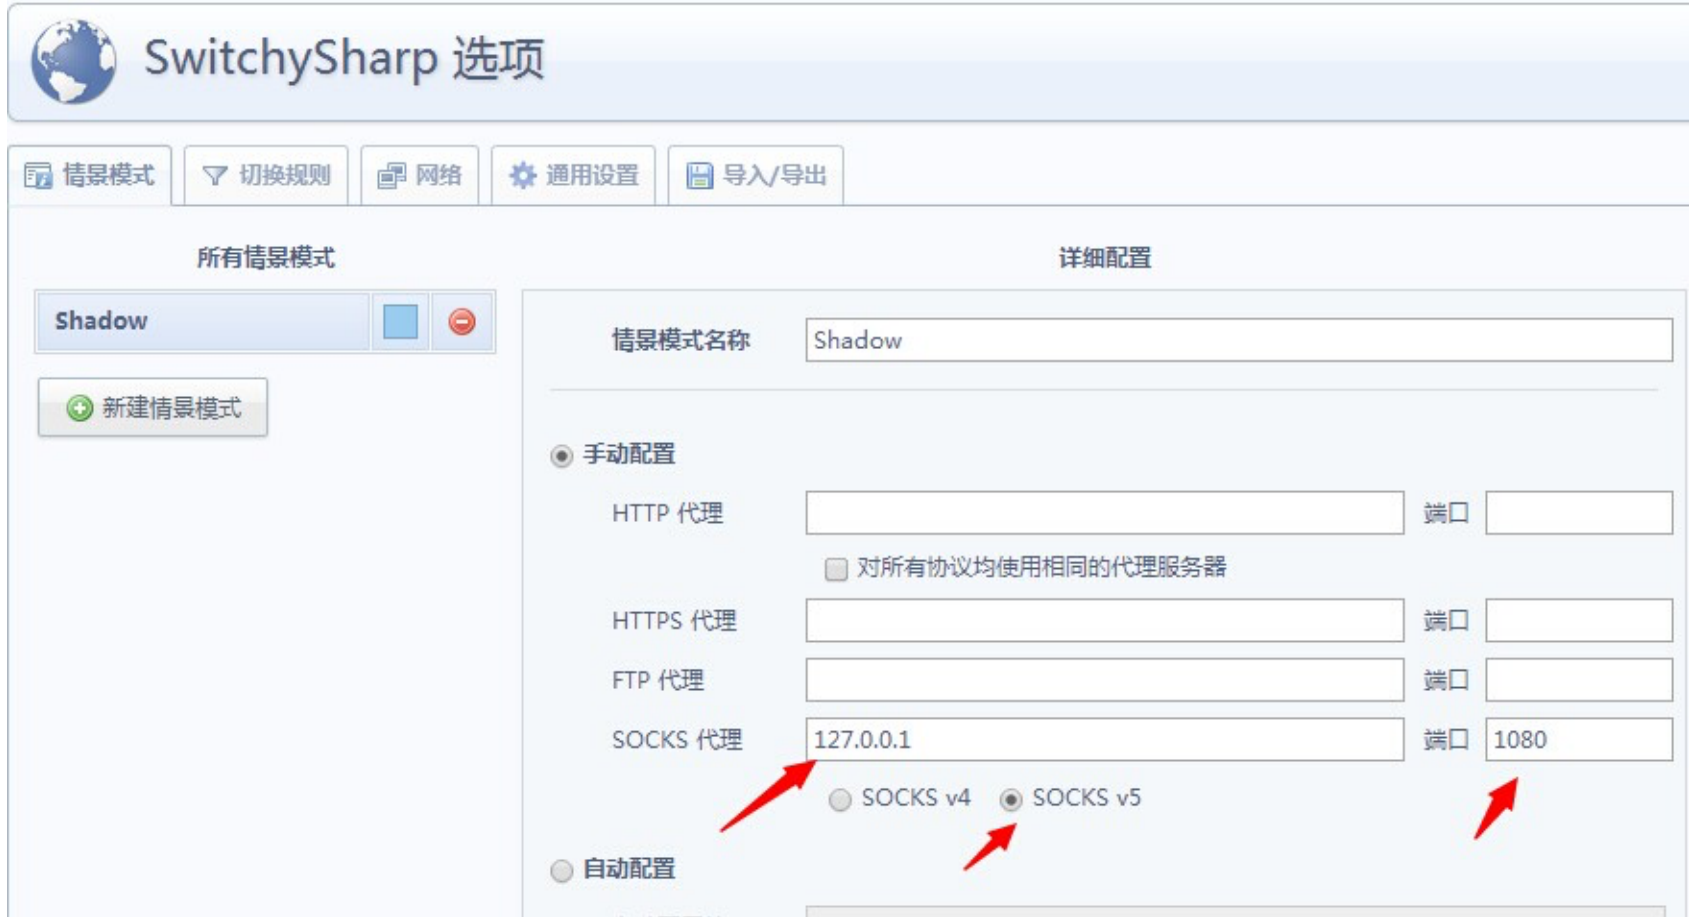 SwitchySharp 选项
情景模式 切换规则 网络 通用设置 导入/导出
所有情景模式
Shadow
新建情景模式
详细配置
情景模式名称 Shadow
手动配置
HTTP 代理 端口
对所有协议均使用相同的代理服务器
HTTPS 代理 端口
FTP 代理 端口
SOCKS 代理 127.0.0.1 端口 1080
SOCKS v4 SOCKS v5
自动配置